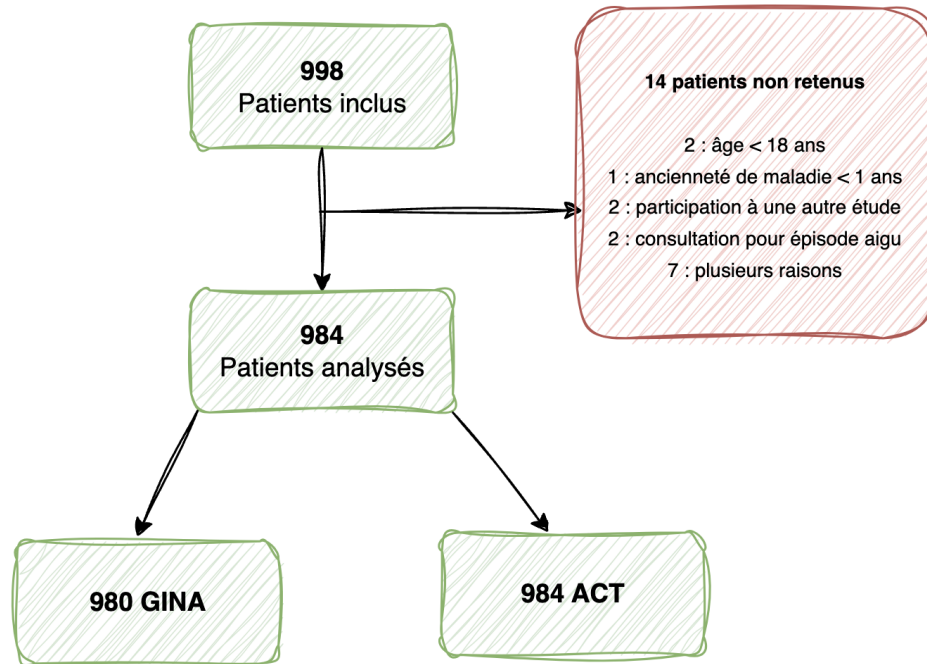 998
Patients inclus
14 patients non retenus
2 : âge < 18 ans
1 : ancienneté de maladie < 1 ans
2 : participation à une autre étude
2 : consultation pour épisode aigu
7 : plusieurs raisons
984
Patients analysés
980 GINA
984 ACT